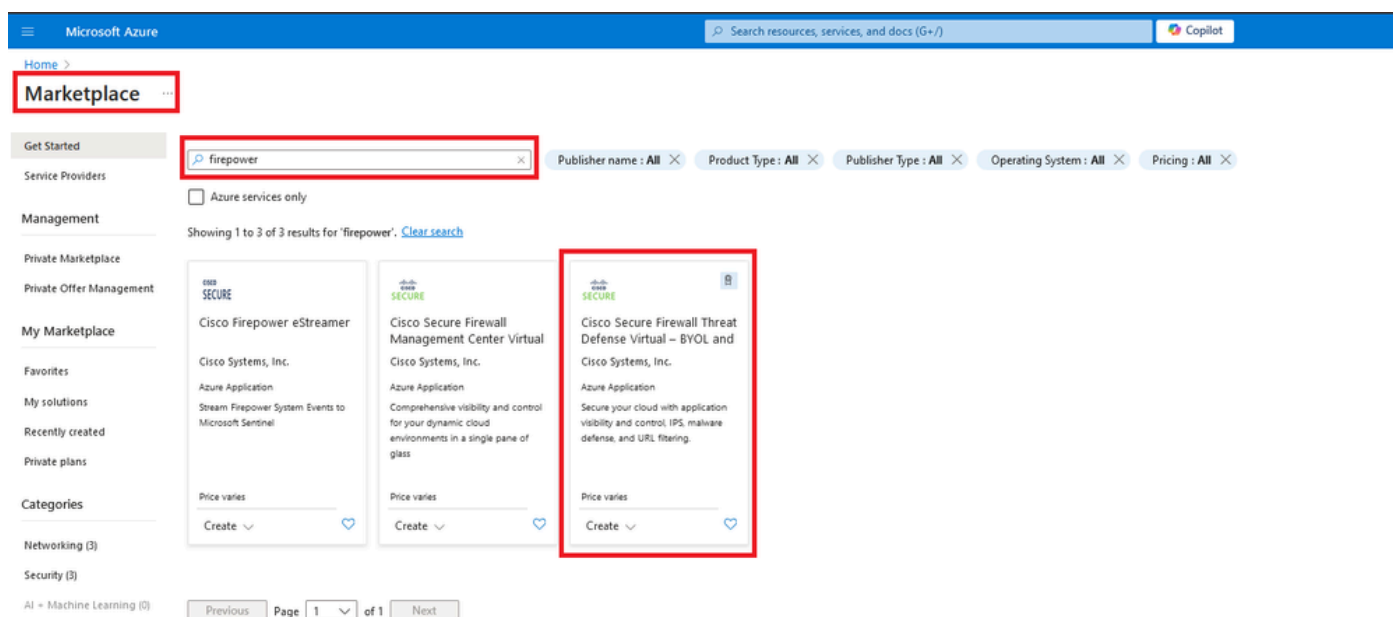 Microsoft Azure
Search resources, services, and docs (G+/)
Copilot
Home >
Marketplace ...
Get Started
Service Providers
Management
Private Marketplace
Private Offer Management
My Marketplace
Favorites
My solutions
Recently created
Private plans
Categories
Networking (3)
Security (3)
AI + Machine Learning (0)
firepower
Publisher name : All
Product Type : All
Publisher Type : All
Operating System : All
Pricing : All
Azure services only
Showing 1 to 3 of 3 results for 'firepower'. Clear search
CISCO
SECURE
Cisco Firepower eStreamer
Cisco Systems, Inc.
Azure Application
Stream Firepower System Events to
Microsoft Sentinel
Price varies
Create
CISCO
SECURE
Cisco Secure Firewall
Management Center Virtual
Cisco Systems, Inc.
Azure Application
Comprehensive visibility and control
for your dynamic cloud
environments in a single pane of
glass
Price varies
Create
CISCO
SECURE
Cisco Secure Firewall Threat
Defense Virtual – BYOL and
Cisco Systems, Inc.
Azure Application
Secure your cloud with application
visibility and control, IPS, malware
defense, and URL filtering.
Price varies
Create
Previous Page 1 of 1 Next